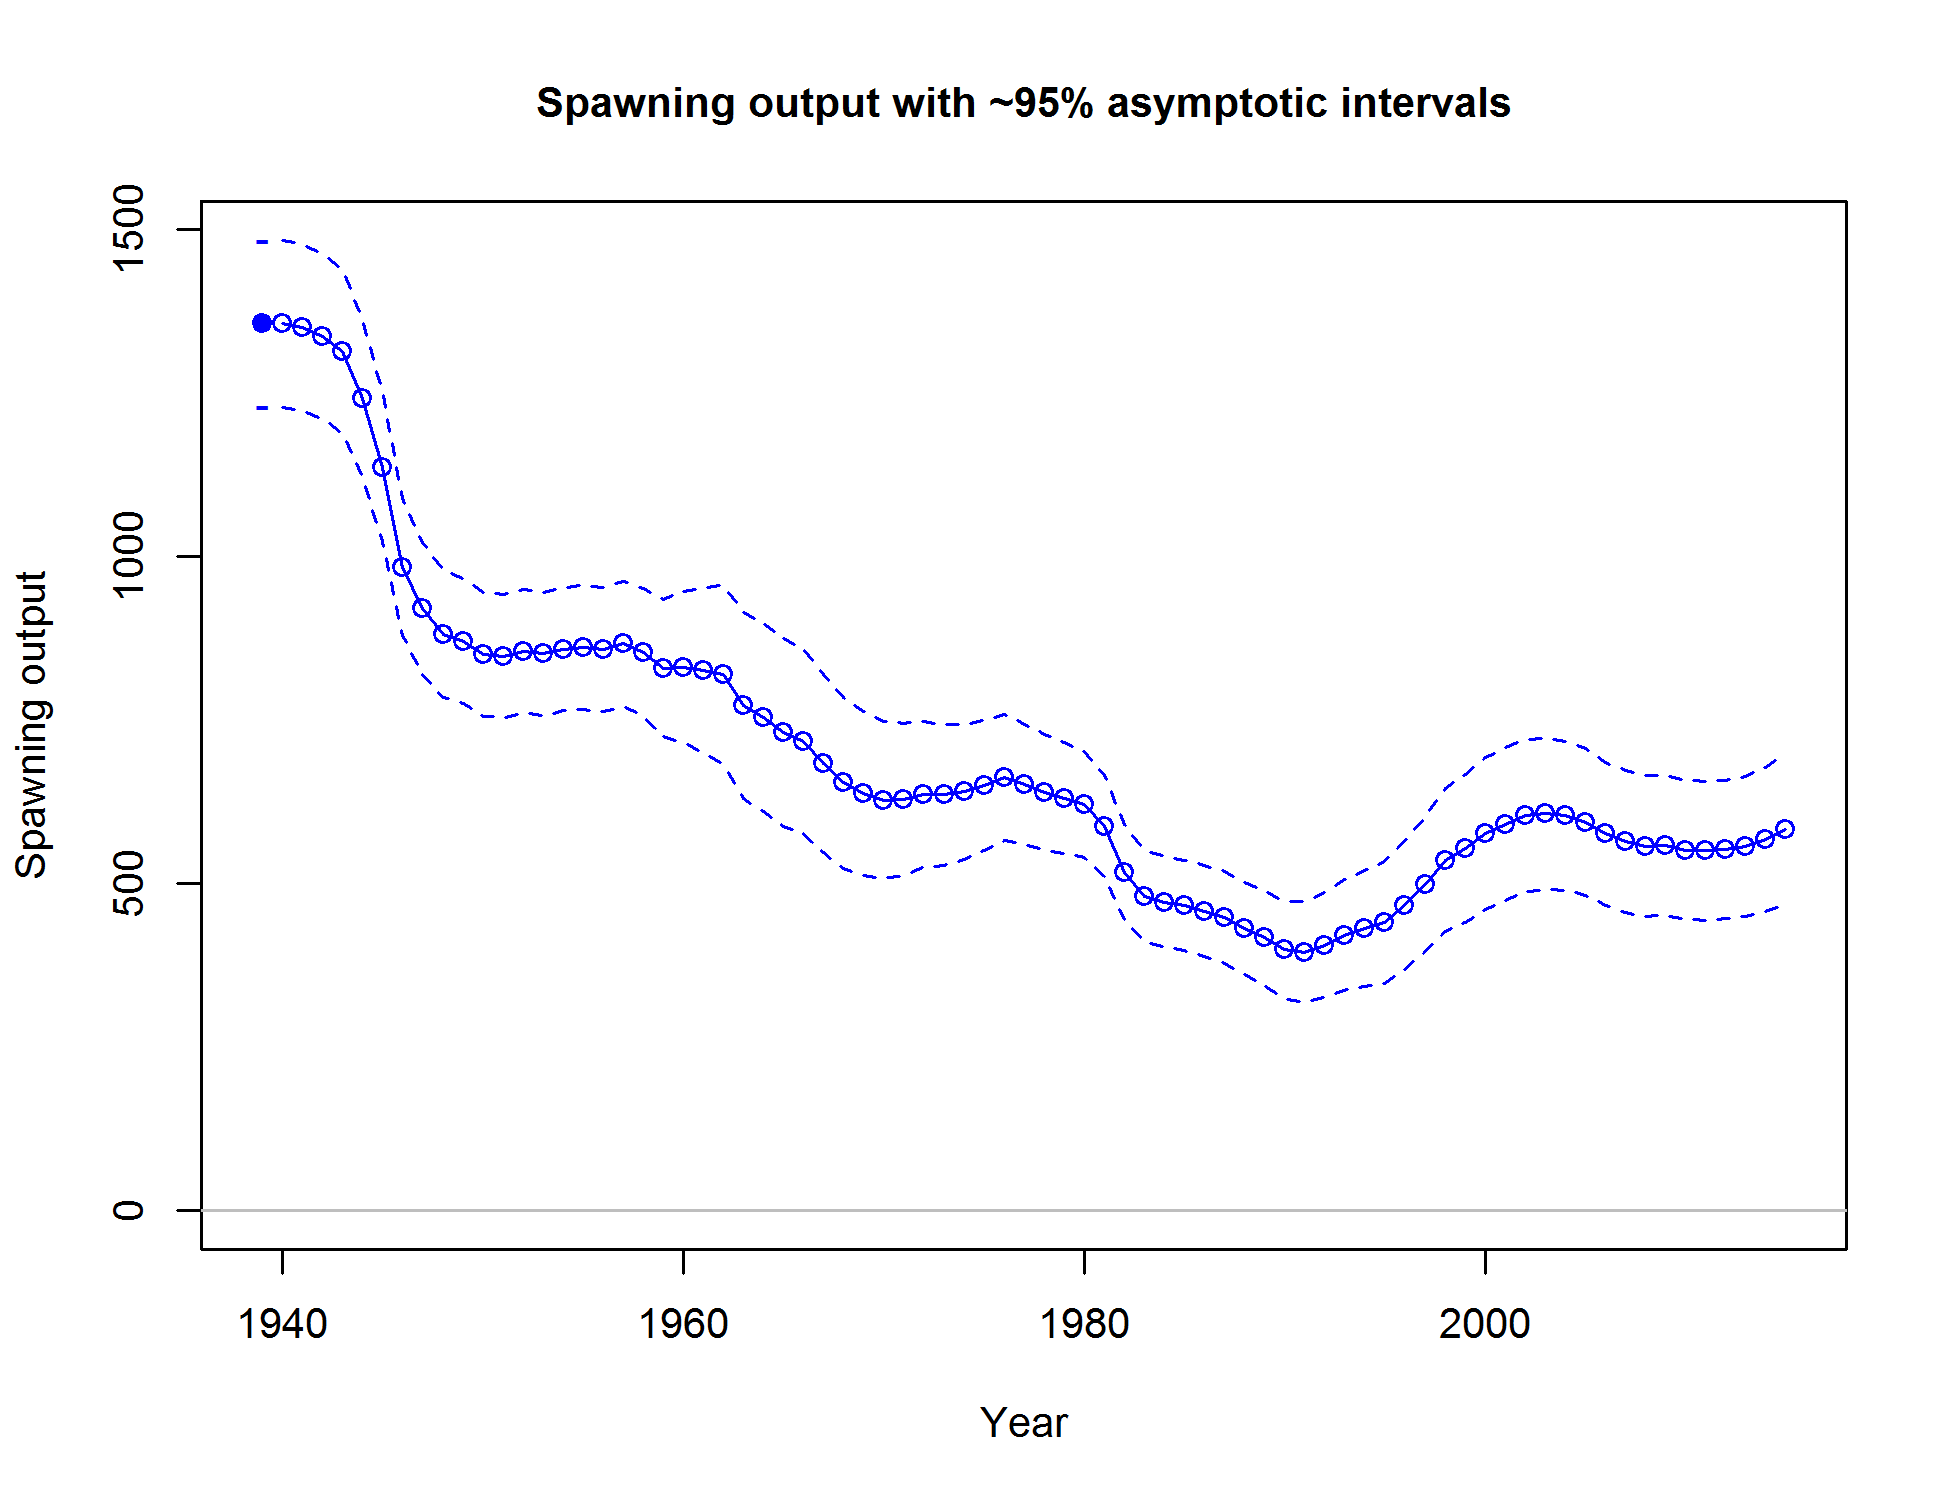 Spawning output with ~95% asymptotic intervals
Spawning output
1500
1000
500
0
1940 1960 1980 2000
Year